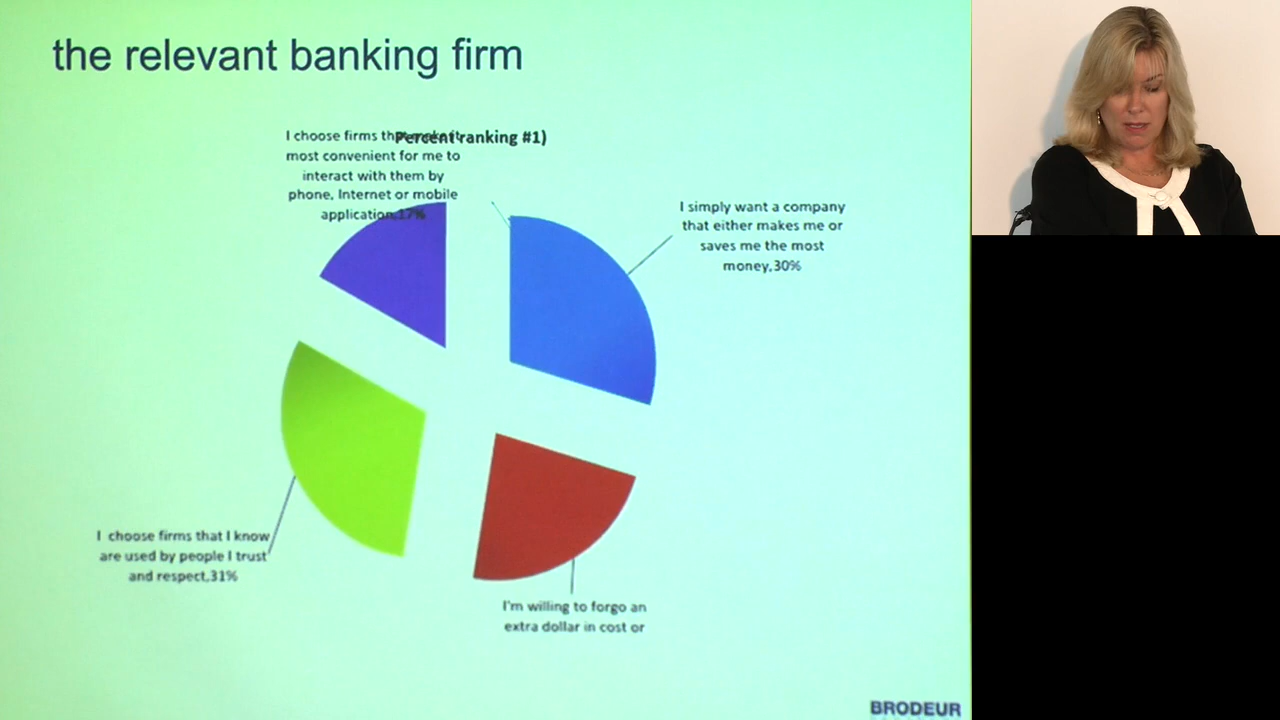 the relevant banking firm
Percent ranking #1)
I choose firms that make it
most convenient for me to
interact with them by
phone, Internet or mobile
application,17%
I simply want a company
that either makes me or
saves me the most
money,30%
I choose firms that I know
are used by people I trust
and respect,31%
I'm willing to forgo an
extra dollar in cost or
BRODEUR